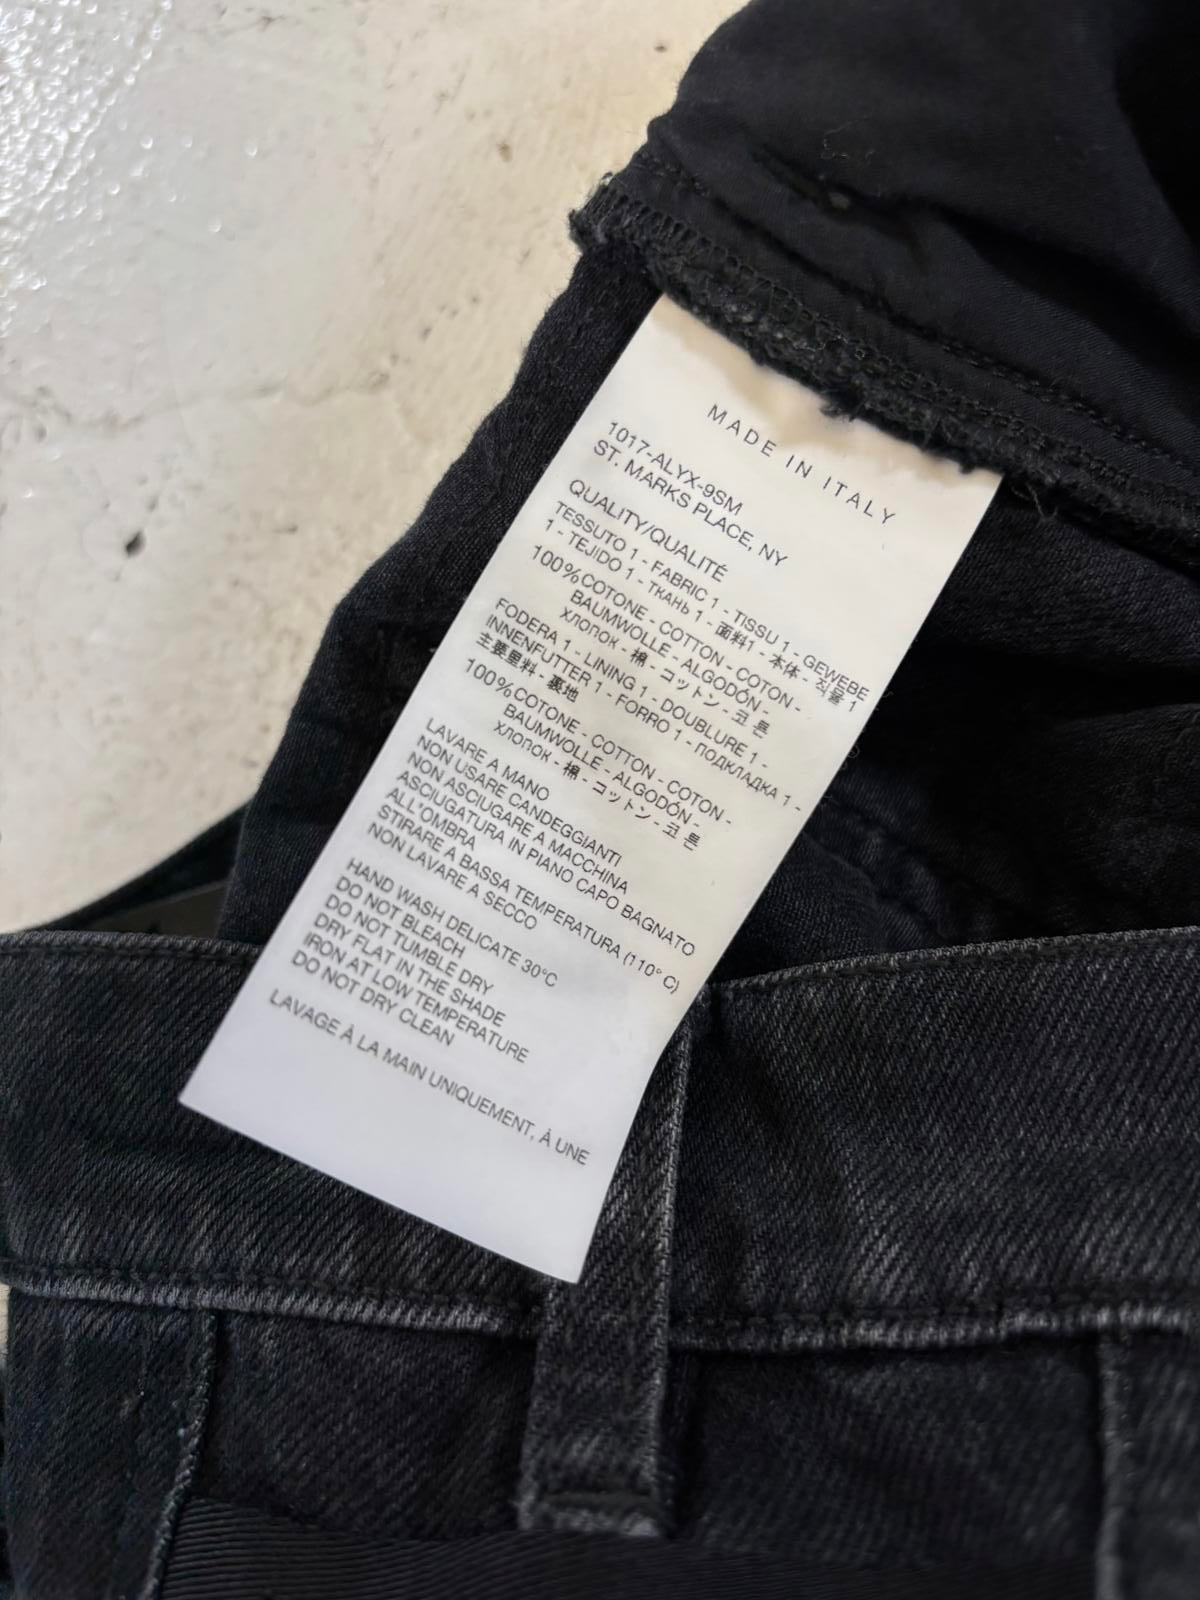 MADE IN ITALY
1017-ALYX-9SM
ST. MARKS PLACE, NY
QUALITY/QUALITÉ
TESSUTO 1 - FABRIC 1 - TISSU 1 - GEWEBE
1 - TEJIDO 1 - ТКАНЬ 1 - 面料1 - 本体 - 직물 1
100%COTONE - COTTON - COTON -
BAUMWOLLE - ALGODÓN -
ХЛОПОК - 棉 - コットン - 코 튼
FODERA 1 - LINING 1 - DOUBLURE 1 -
INNENFUTTER 1 - FORRO 1 - ПОДКЛАДКА 1 -
主要里料 - 裏地
100%COTONE - COTTON - COTON -
BAUMWOLLE - ALGODÓN -
ХЛОПОК - 棉 - コットン - 코 튼
LAVARE A MANO
NON USARE CANDEGGIANTI
NON ASCIUGARE A MACCHINA
ASCIUGATURA IN PIANO CAPO BAGNATO
ALL'OMBRA
STIRARE A BASSA TEMPERATURA (110° C)
NON LAVARE A SECCO
HAND WASH DELICATE 30°C
DO NOT BLEACH
DO NOT TUMBLE DRY
DRY FLAT IN THE SHADE
IRON AT LOW TEMPERATURE
DO NOT DRY CLEAN
LAVAGE À LA MAIN UNIQUEMENT, À UNE